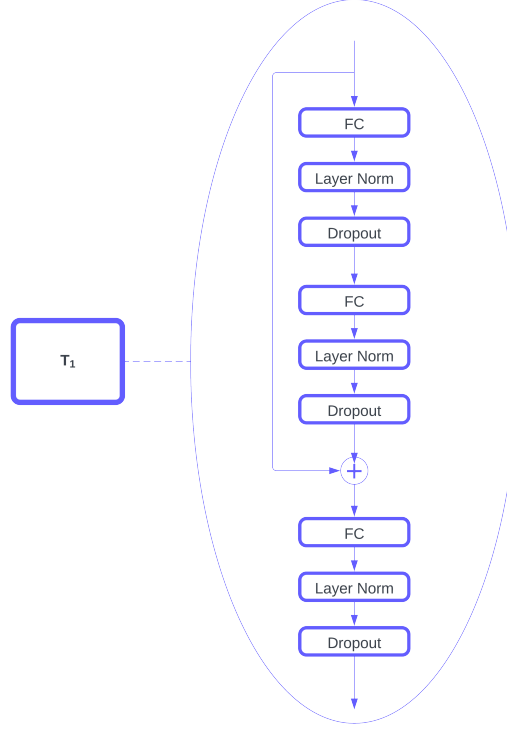 FC
Layer Norm
Dropout
FC
Layer Norm
T₁
Dropout
FC
Layer Norm
Dropout